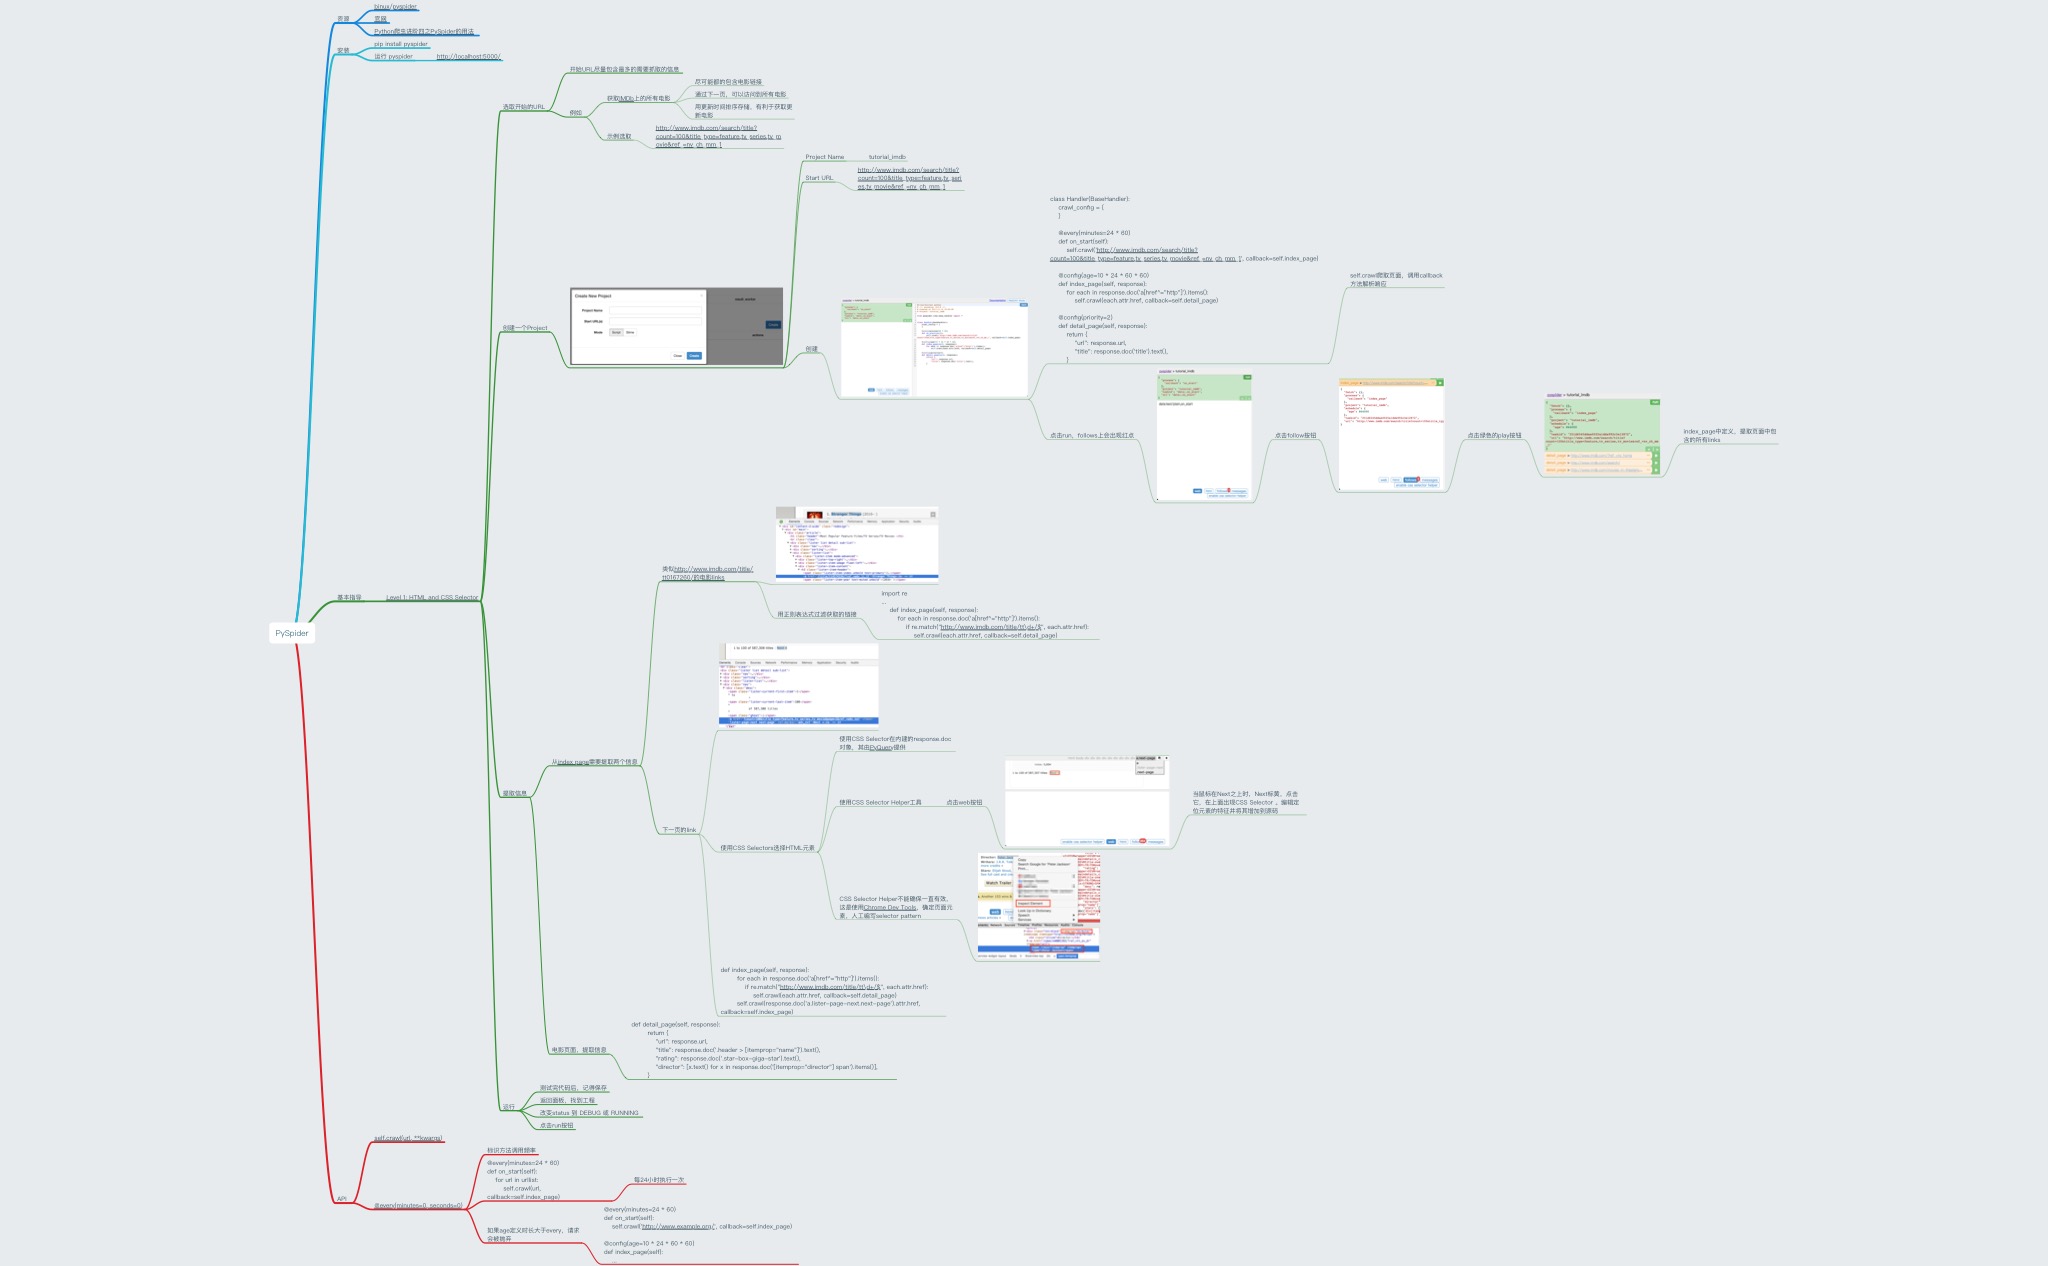 PySpider
资源
binux/pyspider
官网
Python爬虫进阶四之PySpider的用法
安装
pip install pyspider
运行 pyspider
http://localhost:5000/
基本指导
Level 1: HTML and CSS Selector
选取开始的URL
开始URL尽量包含最多的需要抓取的信息
例如
获取IMDb上的所有电影
尽可能都的包含电影链接
通过下一页，可以访问到所有电影
用更新时间排序存储，有利于获取更
新电影
示例选取
http://www.imdb.com/search/title?
count=100&title_type=feature,tv_series,tv_m
ovie&ref_=nv_ch_mm_1
创建一个Project
Create New Project
Project Name
Start URL(s)
Mode
Script
Slime
Close
Create
Project Name
tutorial_imdb
Start URL
http://www.imdb.com/search/title?
count=100&title_type=feature,tv_seri
es,tv_movie&ref_=nv_ch_mm_1
创建
class Handler(BaseHandler):
crawl_config = {
}
@every(minutes=24 * 60)
def on_start(self):
self.crawl('http://www.imdb.com/search/title?
count=100&title_type=feature,tv_series,tv_movie&ref_=nv_ch_mm_1', callback=self.index_page)
@config(age=10 * 24 * 60 * 60)
def index_page(self, response):
for each in response.doc('a[href^="http"]').items():
self.crawl(each.attr.href, callback=self.detail_page)
@config(priority=2)
def detail_page(self, response):
return {
"url": response.url,
"title": response.doc('title').text(),
}
self.crawl爬取页面，调用callback
方法解析响应
点击run，follows上会出现红点
点击follow按钮
点击绿色的play按钮
index_page中定义，提取页面中包
含的所有links
提取信息
从index_page需要提取两个信息
类似http://www.imdb.com/title/
tt0167260/的电影links
用正则表达式过滤获取的链接
import re
...
def index_page(self, response):
for each in response.doc('a[href^="http"]').items():
if re.match("http://www.imdb.com/title/tt\d+/$", each.attr.href):
self.crawl(each.attr.href, callback=self.detail_page)
下一页的link
使用CSS Selectors选择HTML元素
使用CSS Selector在内建的response.doc
对象，其由PyQuery提供
使用CSS Selector Helper工具
点击web按钮
当鼠标在Next之上时，Next标黄，点击
它，在上面出现CSS Selector 。编辑定
位元素的特征并将其增加到源码
CSS Selector Helper不能确保一直有效，
这是使用Chrome Dev Tools，确定页面元
素，人工编写selector pattern
def index_page(self, response):
for each in response.doc('a[href^="http"]').items():
if re.match("http://www.imdb.com/title/tt\d+/$", each.attr.href):
self.crawl(each.attr.href, callback=self.detail_page)
self.crawl(response.doc('a.lister-page-next.next-page').attr.href,
callback=self.index_page)
电影页面，提取信息
def detail_page(self, response):
return {
"url": response.url,
"title": response.doc('.header > [itemprop="name"]').text(),
"rating": response.doc('.star-box-giga-star').text(),
"director": [x.text() for x in response.doc('[itemprop="director"] span').items()],
}
运行
测试完代码后，记得保存
返回面板，找到工程
改变status 到 DEBUG 或 RUNNING
点击run按钮
API
self.crawl(url, **kwargs)
@every(minutes=0, seconds=0)
标识方法调用频率
@every(minutes=24 * 60)
def on_start(self):
for url in urllist:
self.crawl(url,
callback=self.index_page)
每24小时执行一次
如果age定义时长大于every，请求
会被抛弃
@every(minutes=24 * 60)
def on_start(self):
self.crawl('http://www.example.org/', callback=self.index_page)
@config(age=10 * 24 * 60 * 60)
def index_page(self):